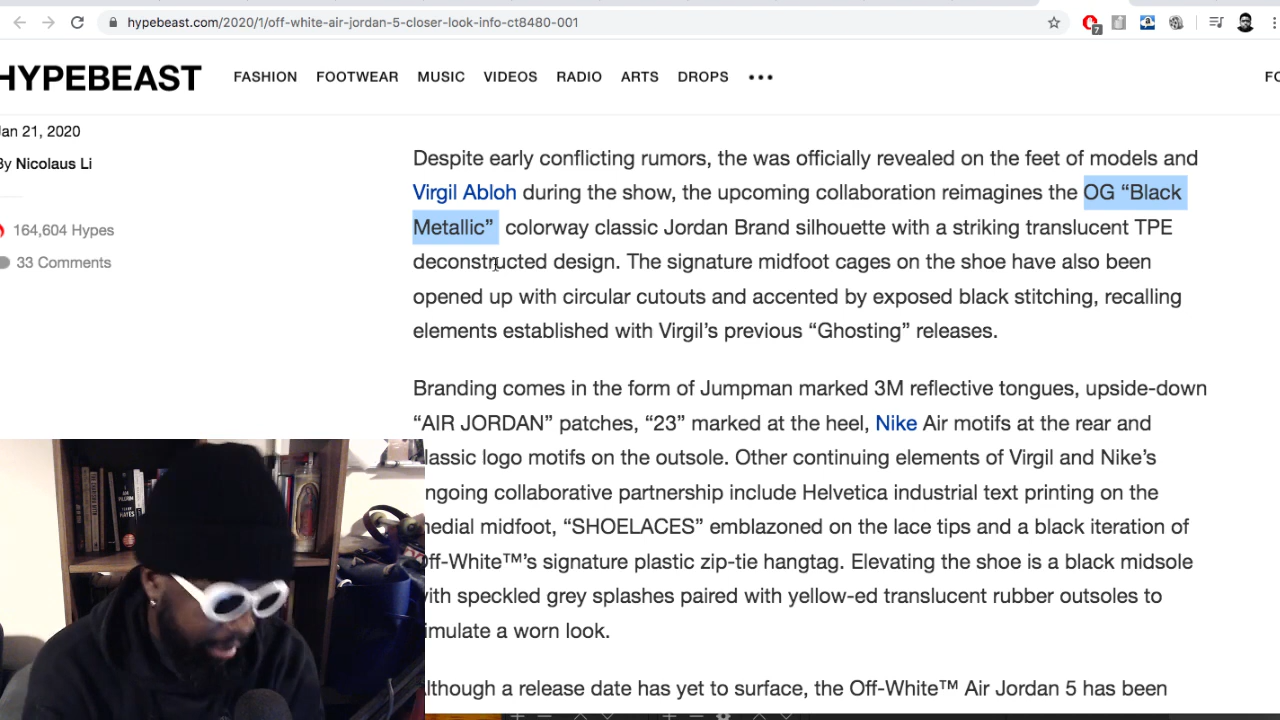 hypebeast.com/2020/1/off-white-air-jordan-5-closer-look-info-ct8480-001
7
HYPEBEAST FASHION FOOTWEAR MUSIC VIDEOS RADIO ARTS DROPS ••• FO
Jan 21, 2020
By Nicolaus Li
164,604 Hypes
33 Comments
Despite early conflicting rumors, the was officially revealed on the feet of models and
Virgil Abloh during the show, the upcoming collaboration reimagines the OG “Black
Metallic” colorway classic Jordan Brand silhouette with a striking translucent TPE
deconstructed design. The signature midfoot cages on the shoe have also been
opened up with circular cutouts and accented by exposed black stitching, recalling
elements established with Virgil’s previous “Ghosting” releases.
Branding comes in the form of Jumpman marked 3M reflective tongues, upside-down
“AIR JORDAN” patches, “23” marked at the heel, Nike Air motifs at the rear and
classic logo motifs on the outsole. Other continuing elements of Virgil and Nike’s
ongoing collaborative partnership include Helvetica industrial text printing on the
medial midfoot, “SHOELACES” emblazoned on the lace tips and a black iteration of
Off-White™’s signature plastic zip-tie hangtag. Elevating the shoe is a black midsole
with speckled grey splashes paired with yellow-ed translucent rubber outsoles to
simulate a worn look.
Although a release date has yet to surface, the Off-White™ Air Jordan 5 has been